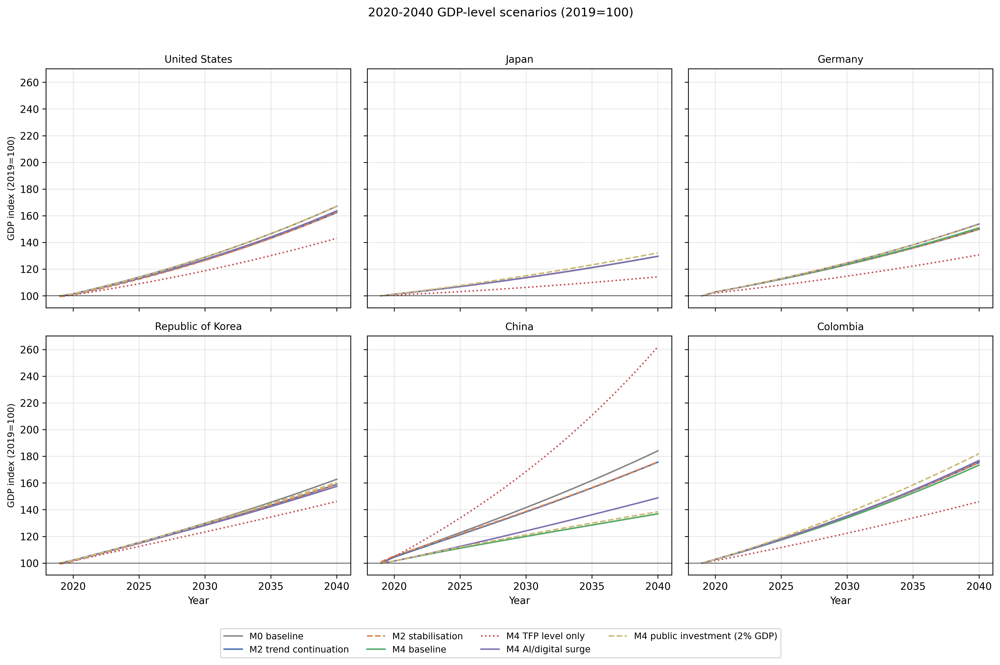 2020-2040 GDP-level scenarios (2019=100)
United States
Japan
Germany
GDP index (2019=100)
260
240
220
200
180
160
140
120
100
Republic of Korea
China
Colombia
GDP index (2019=100)
260
240
220
200
180
160
140
120
100
2020 2025 2030 2035 2040
2020 2025 2030 2035 2040
2020 2025 2030 2035 2040
Year
Year
Year
M0 baseline
M2 trend continuation
M2 stabilisation
M4 baseline
M4 TFP level only
M4 AI/digital surge
M4 public investment (2% GDP)